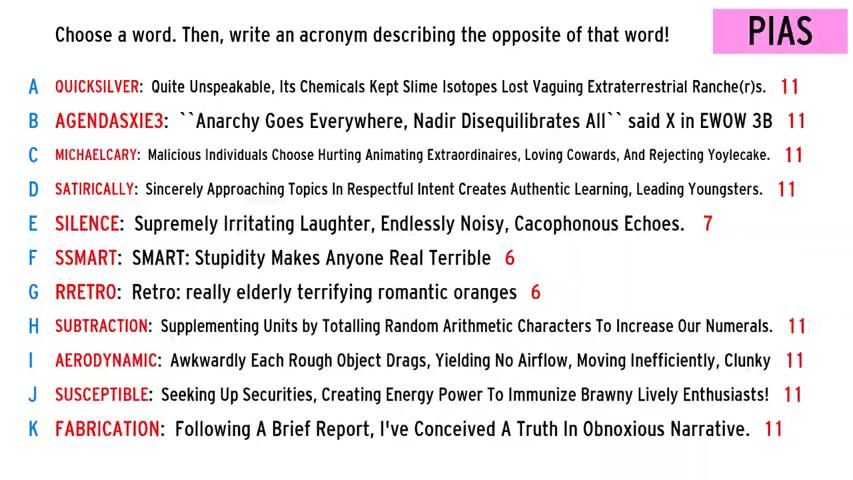 Choose a word. Then, write an acronym describing the opposite of that word!
PIAS
A QUICKSILVER: Quite Unspeakable, Its Chemicals Kept Slime Isotopes Lost Vaguing Extraterrestrial Ranche(r)s. 11
B AGENDASXIE3: ``Anarchy Goes Everywhere, Nadir Disequilibrates All`` said X in EWOW 3B 11
C MICHAELCARY: Malicious Individuals Choose Hurting Animating Extraordinaires, Loving Cowards, And Rejecting Yoylecake. 11
D SATIRICALLY: Sincerely Approaching Topics In Respectful Intent Creates Authentic Learning, Leading Youngsters. 11
E SILENCE: Supremely Irritating Laughter, Endlessly Noisy, Cacophonous Echoes. 7
F SSMART: SMART: Stupidity Makes Anyone Real Terrible 6
G RRETRO: Retro: really elderly terrifying romantic oranges 6
H SUBTRACTION: Supplementing Units by Totalling Random Arithmetic Characters To Increase Our Numerals. 11
I AERODYNAMIC: Awkwardly Each Rough Object Drags, Yielding No Airflow, Moving Inefficiently, Clunky 11
J SUSCEPTIBLE: Seeking Up Securities, Creating Energy Power To Immunize Brawny Lively Enthusiasts! 11
K FABRICATION: Following A Brief Report, I've Conceived A Truth In Obnoxious Narrative. 11